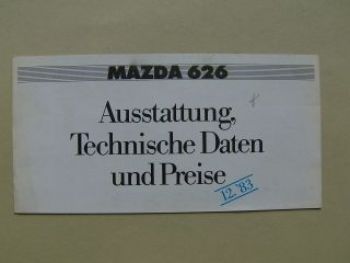 MAZDA 626
Ausstattung,
Technische Daten
und Preise
12.'83